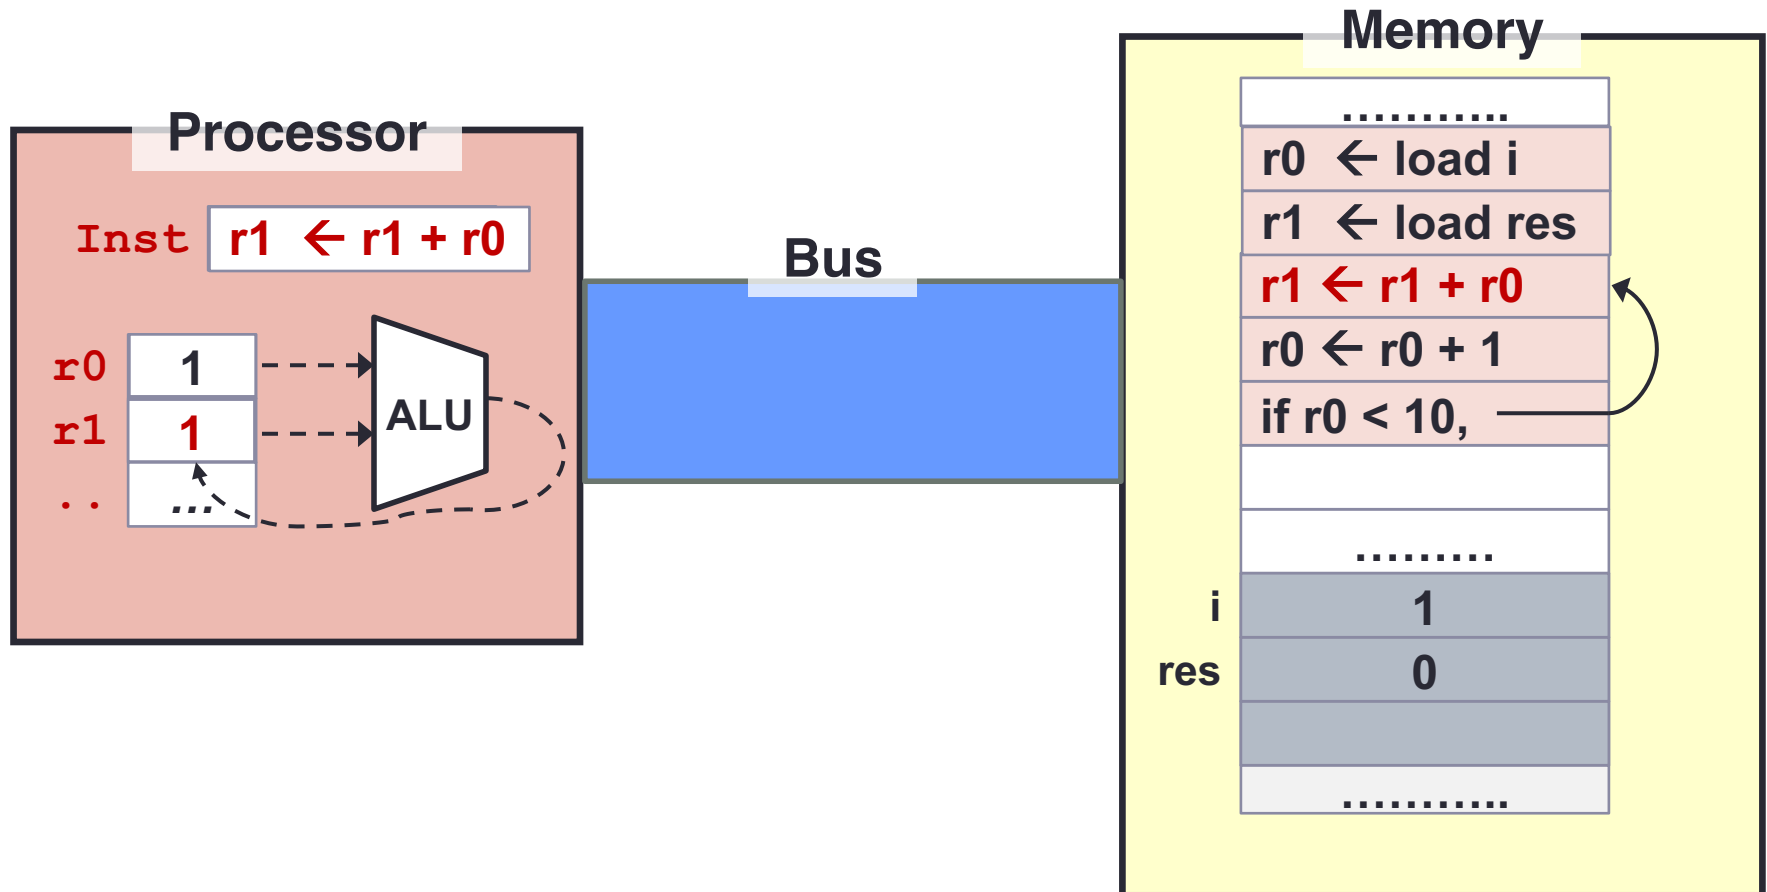 Processor
Inst r1 ← r1 + r0
r0 1
r1 1
.. ...
ALU
Bus
Memory
...........
r0 ← load i
r1 ← load res
r1 ← r1 + r0
r0 ← r0 + 1
if r0 < 10,
.........
i 1
res 0
...........